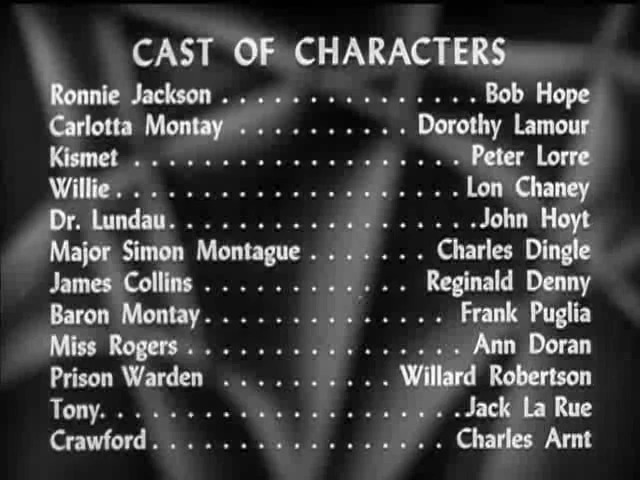 CAST OF CHARACTERS
Ronnie Jackson . . . . . . . . . . . . . . . . Bob Hope
Carlotta Montay . . . . . . . . . . . Dorothy Lamour
Kismet . . . . . . . . . . . . . . . . . . . . . Peter Lorre
Willie . . . . . . . . . . . . . . . . . . . . . . Lon Chaney
Dr. Lundau. . . . . . . . . . . . . . . . . . . .John Hoyt
Major Simon Montague . . . . . . . Charles Dingle
James Collins . . . . . . . . . . . . . Reginald Denny
Baron Montay. . . . . . . . . . . . . . . . Frank Puglia
Miss Rogers . . . . . . . . . . . . . . . . . Ann Doran
Prison Warden . . . . . . . . . . . Willard Robertson
Tony. . . . . . . . . . . . . . . . . . . . . . .Jack La Rue
Crawford. . . . . . . . . . . . . . . . . . . Charles Arnt